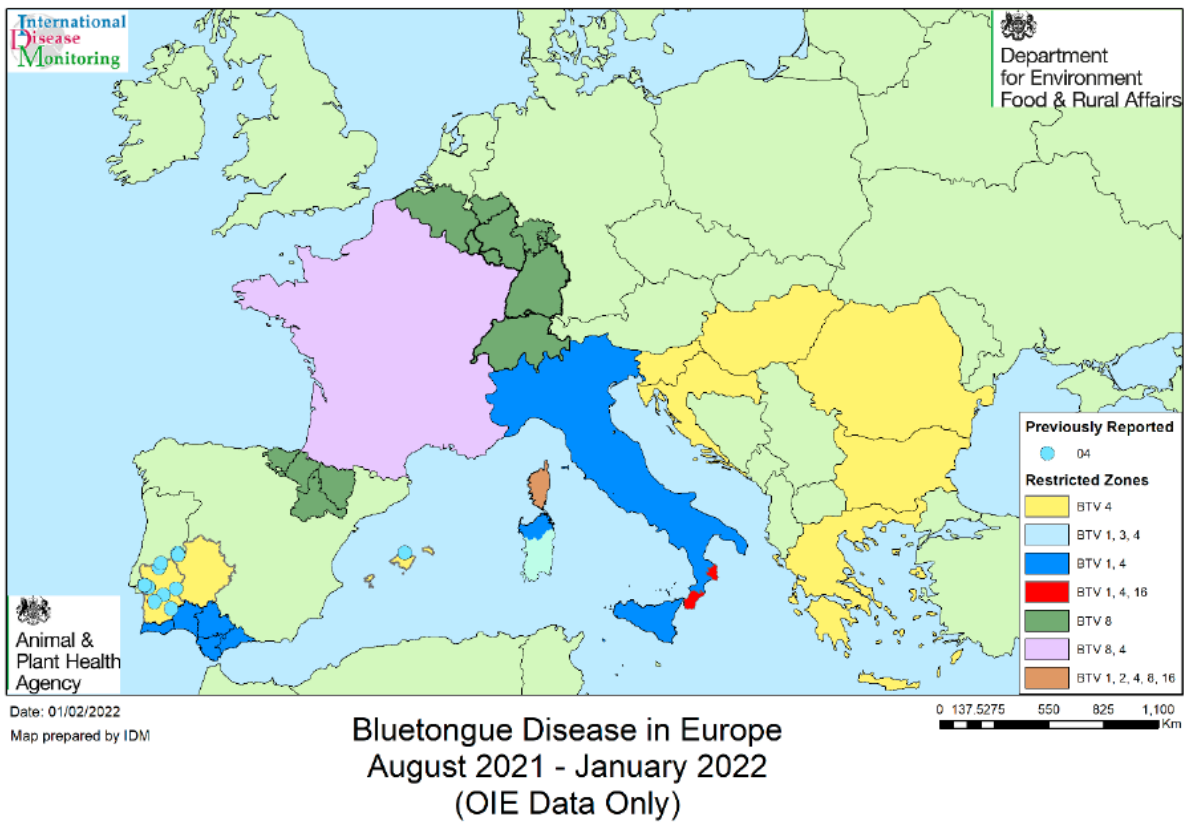 International
Disease
Monitoring
Department
for Environment
Food & Rural Affairs
Previously Reported
04
Restricted Zones
BTV 4
BTV 1, 3, 4
BTV 1, 4
BTV 1, 4, 16
BTV 8
BTV 8, 4
BTV 1, 2, 4, 8, 16
Animal &
Plant Health
Agency
Date: 01/02/2022
Map prepared by IDM
0 137.5275 550 825 1,100
Km
Bluetongue Disease in Europe
August 2021 - January 2022
(OIE Data Only)